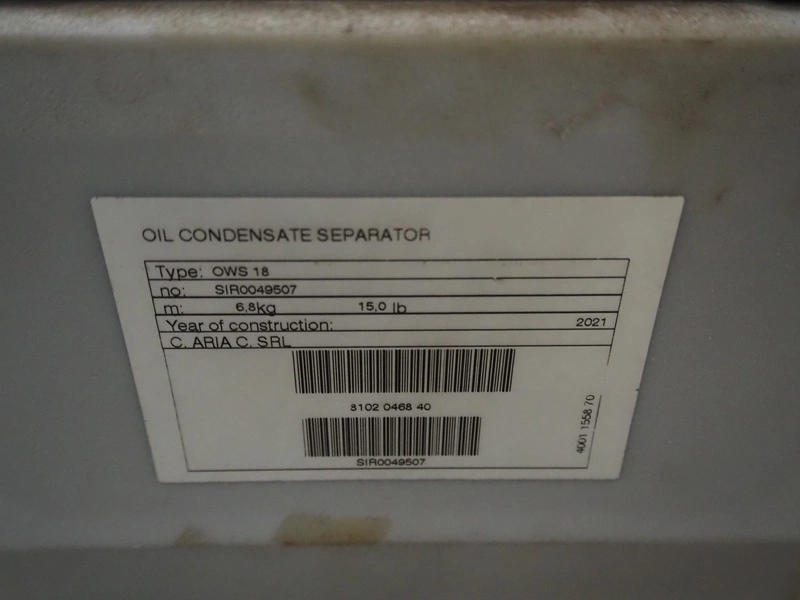 OIL CONDENSATE SEPARATOR
Type: OWS 18
no: SIR0049507
m: 6,8kg 15,0 lb
Year of construction: 2021
C. ARIA C. SRL
8102 0468 40
SIR0049507
4001 1558 70